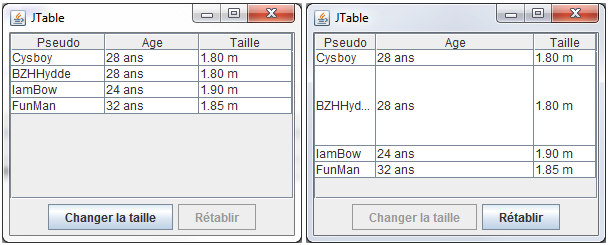 JTable
Pseudo Age Taille
Cysboy 28 ans 1.80 m
BZHHydde 28 ans 1.80 m
IamBow 24 ans 1.90 m
FunMan 32 ans 1.85 m
Changer la taille Rétablir
JTable
Pseudo Age Taille
Cysboy 28 ans 1.80 m
BZHHyd... 28 ans 1.80 m
IamBow 24 ans 1.90 m
FunMan 32 ans 1.85 m
Changer la taille Rétablir